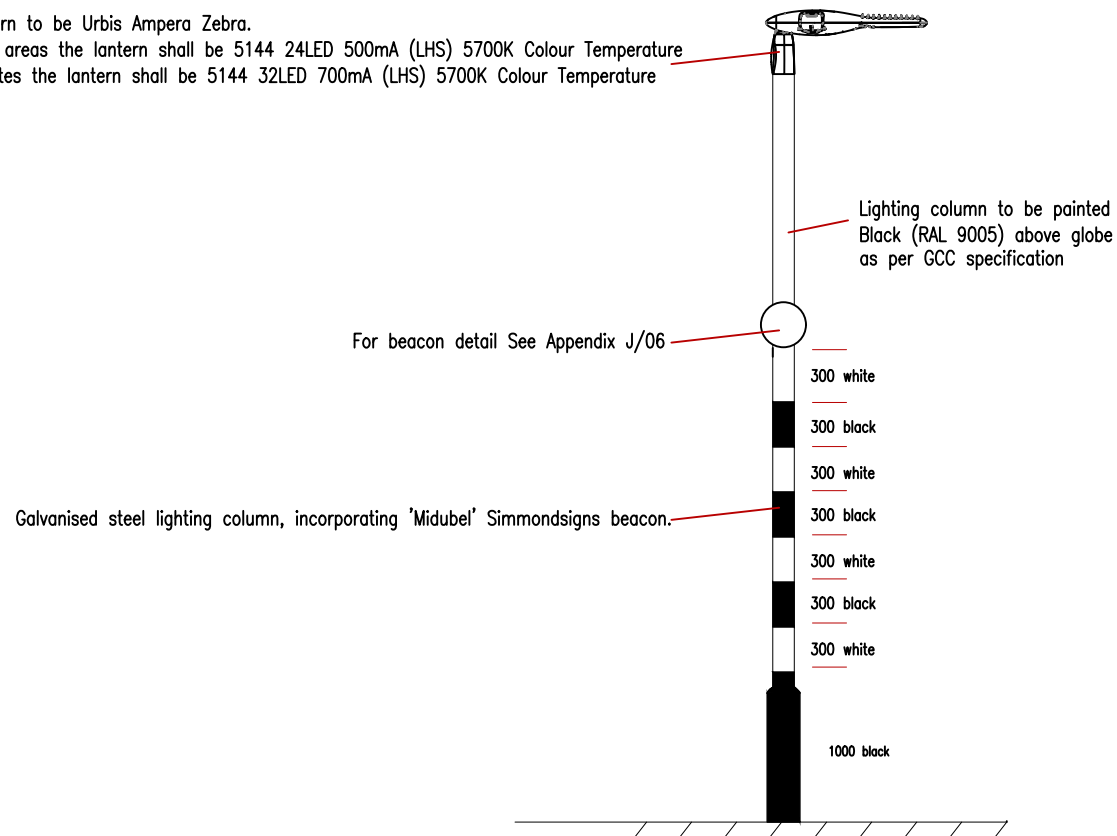 rn to be Urbis Ampera Zebra.
areas the lantern shall be 5144 24LED 500mA (LHS) 5700K Colour Temperature
tes the lantern shall be 5144 32LED 700mA (LHS) 5700K Colour Temperature
Lighting column to be painted
Black (RAL 9005) above globe
as per GCC specification
For beacon detail See Appendix J/06
300 white
300 black
300 white
300 black
Galvanised steel lighting column, incorporating 'Midubel' Simmondsigns beacon.
300 white
300 black
300 white
1000 black